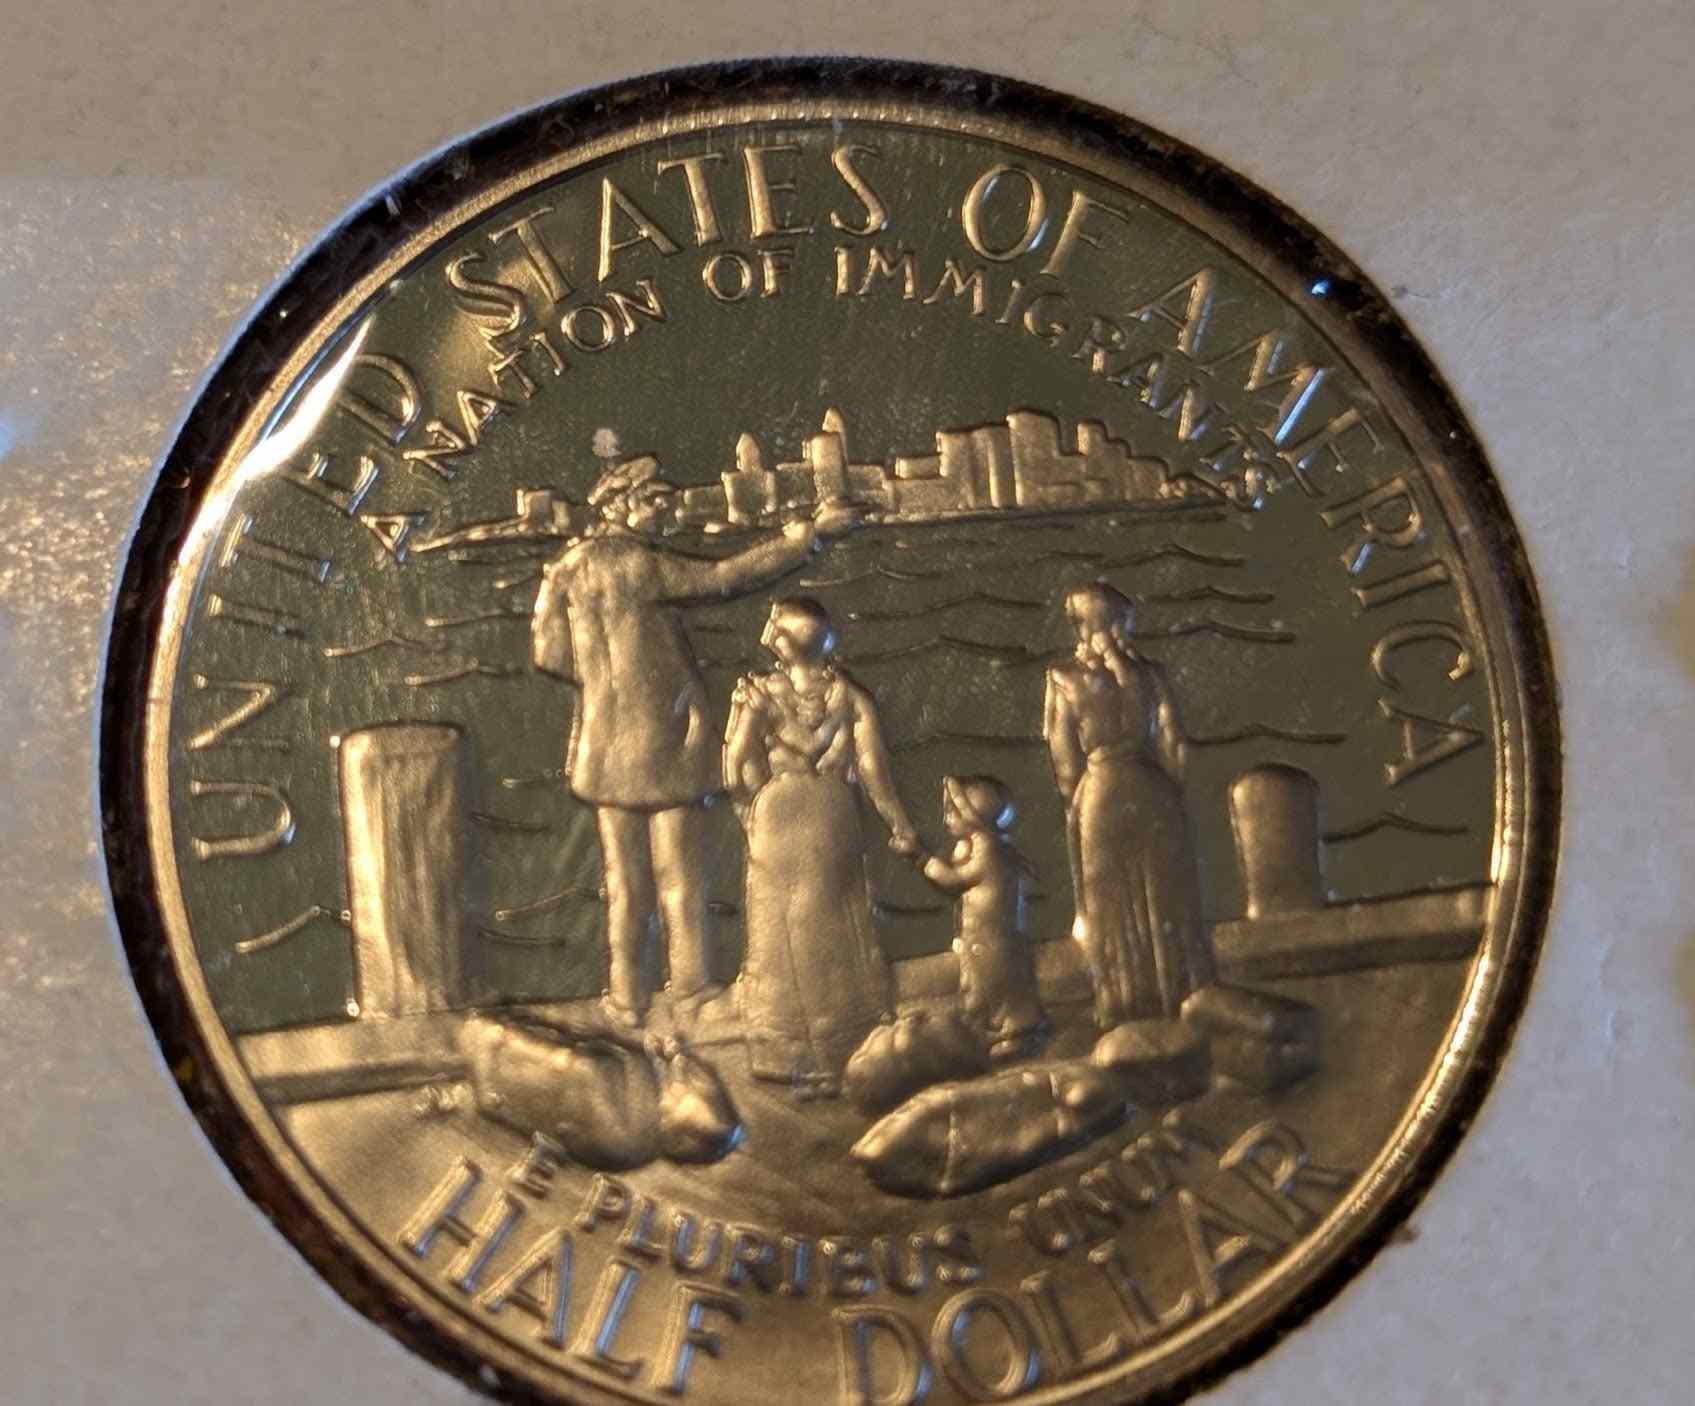 UNITED STATES OF AMERICA
A NATION OF IMMIGRANTS
E PLURIBUS UNUM
HALF DOLLAR